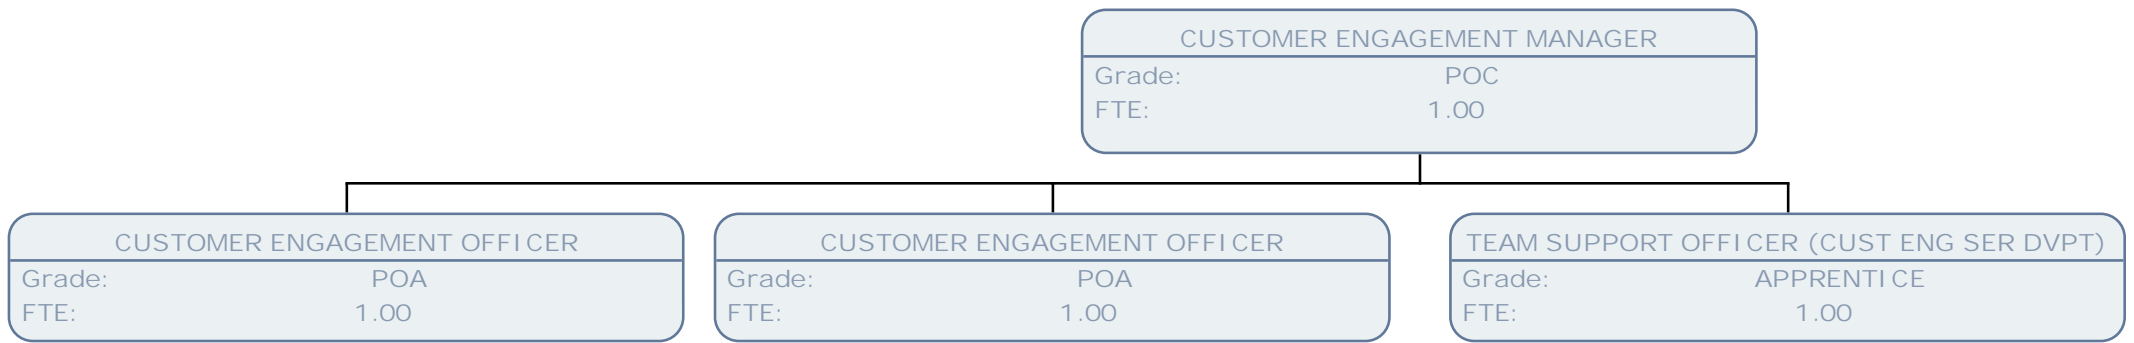 CUSTOMER ENGAGEMENT MANAGER
Grade: POC
FTE: 1.00
CUSTOMER ENGAGEMENT OFFICER
Grade: POA
FTE: 1.00
CUSTOMER ENGAGEMENT OFFICER
Grade: POA
FTE: 1.00
TEAM SUPPORT OFFICER (CUST ENG SER DVPT)
Grade: APPRENTICE
FTE: 1.00